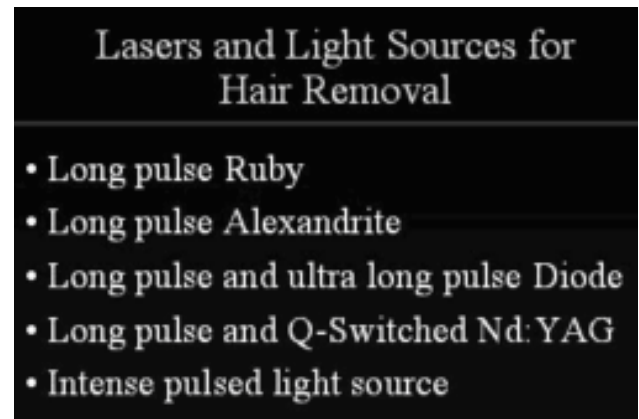 Lasers and Light Sources for
Hair Removal
• Long pulse Ruby
• Long pulse Alexandrite
• Long pulse and ultra long pulse Diode
• Long pulse and Q-Switched Nd:YAG
• Intense pulsed light source